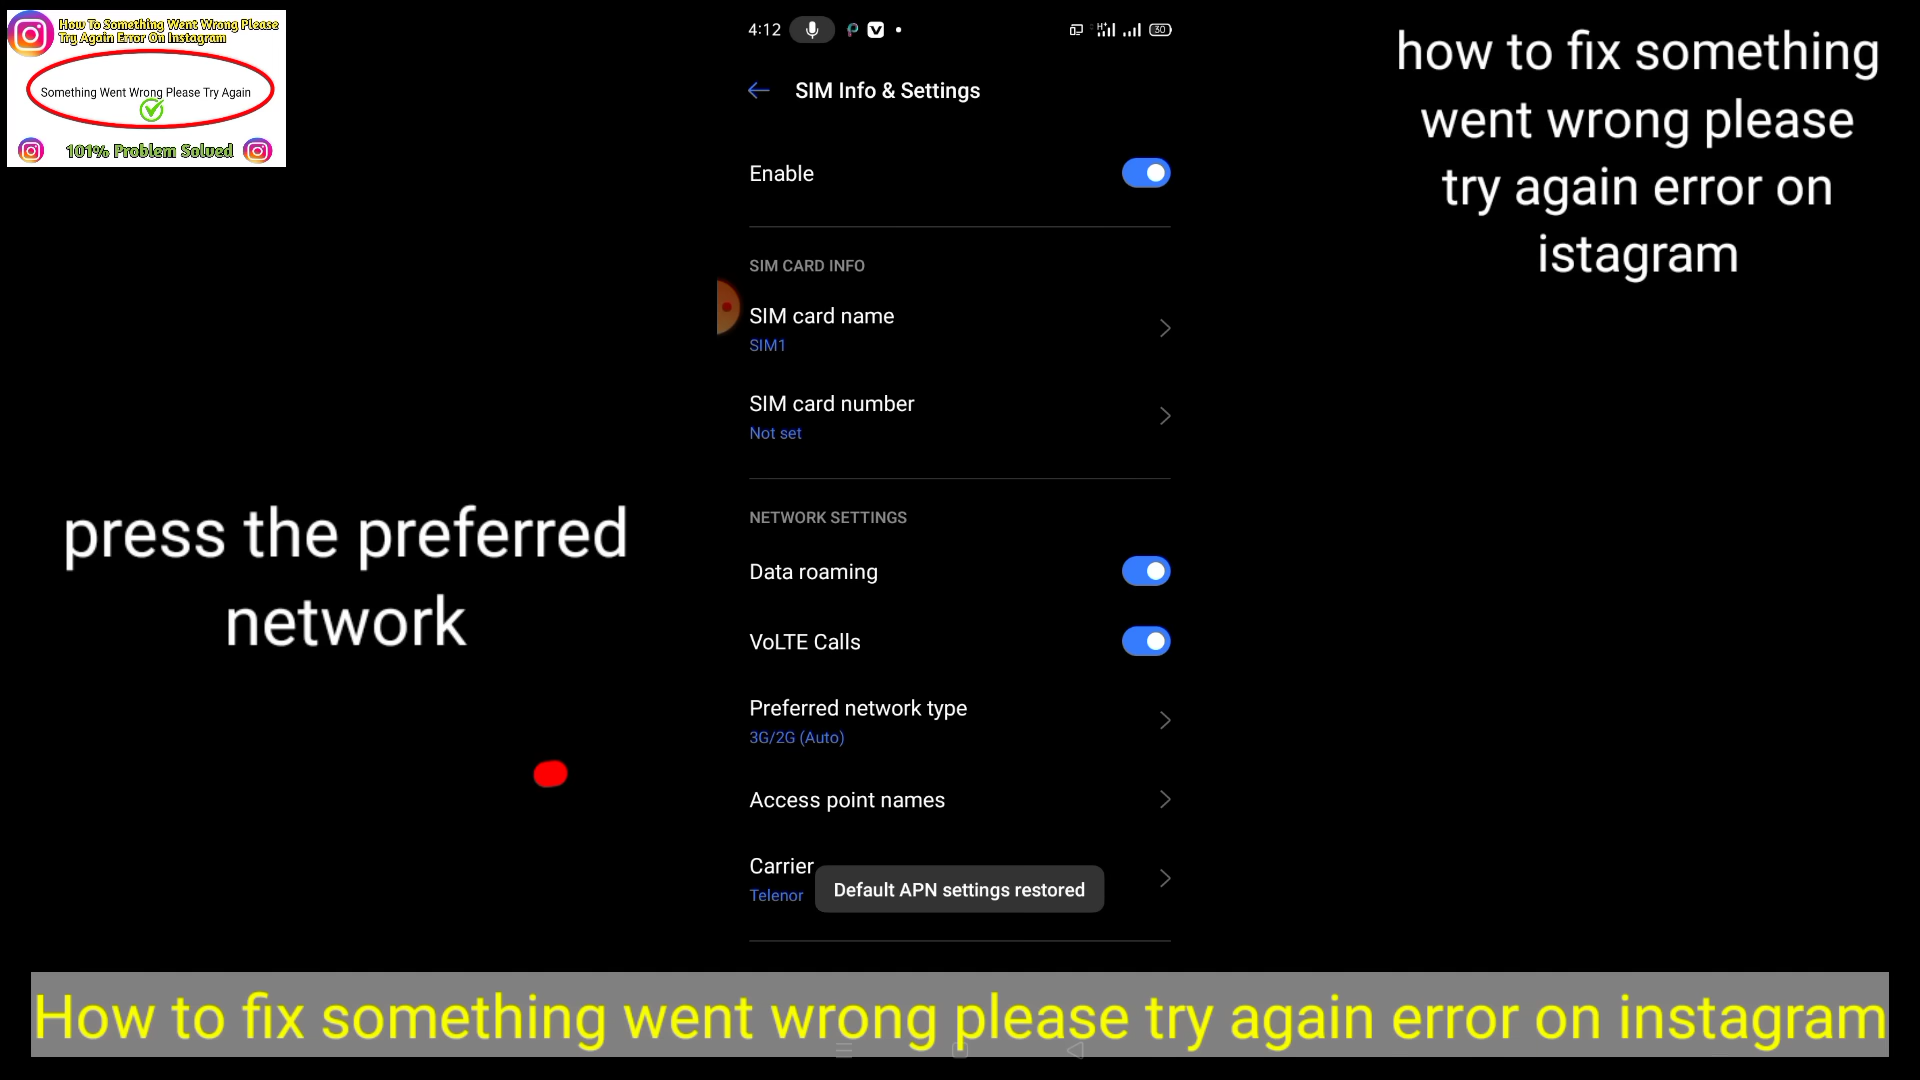 How To Something Went Wrong Please
Try Again Error On Instagram
Something Went Wrong Please Try Again
101% Problem Solved
4:12
30
SIM Info & Settings
how to fix something
went wrong please
try again error on
istagram
Enable
SIM CARD INFO
SIM card name
SIM1
SIM card number
Not set
NETWORK SETTINGS
press the preferred
network
Data roaming
VoLTE Calls
Preferred network type
3G/2G (Auto)
Access point names
Carrier
Telenor
Default APN settings restored
How to fix something went wrong please try again error on instagram